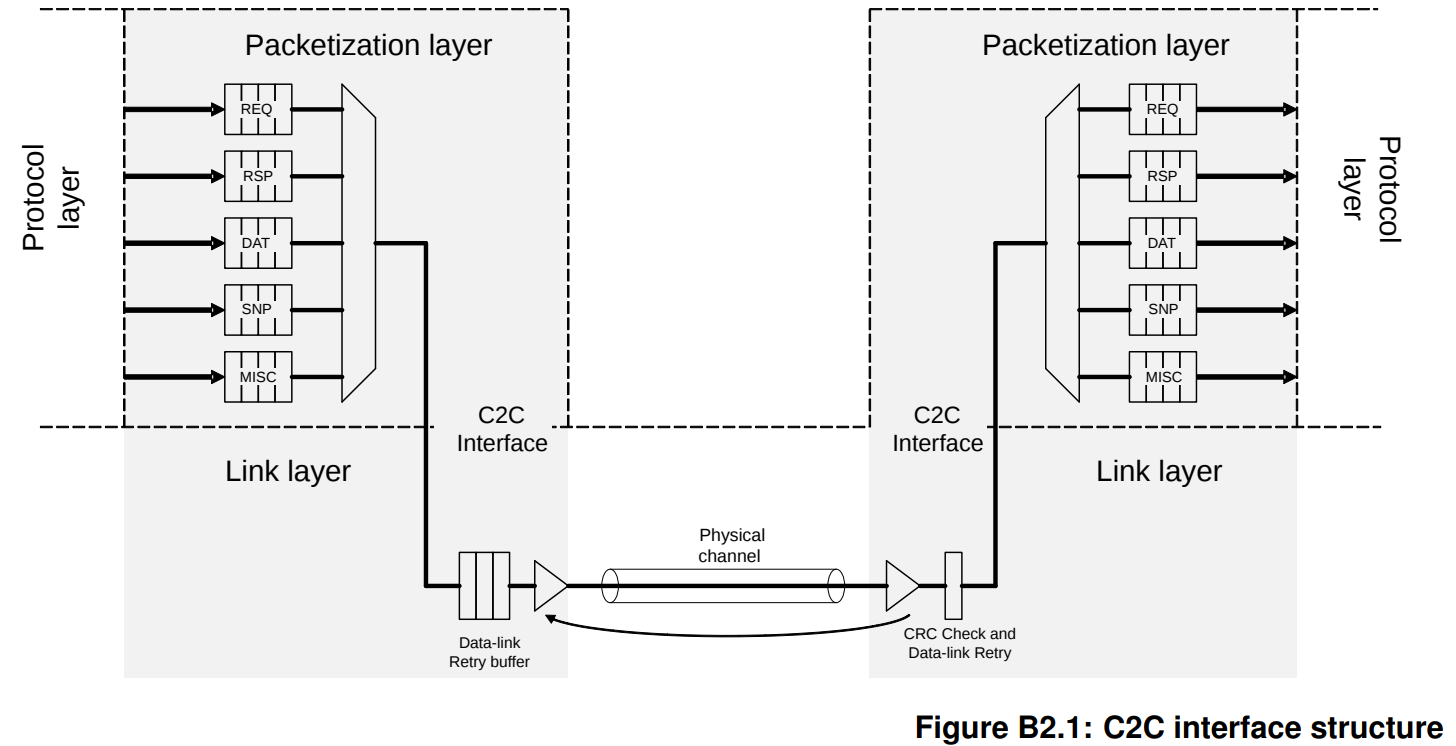 Packetization layer
Packetization layer
Protocol
layer
REQ
RSP
DAT
SNP
MISC
REQ
RSP
DAT
SNP
MISC
Protocol
layer
C2C
Interface
C2C
Interface
Link layer
Link layer
Physical
channel
Data-link
Retry buffer
CRC Check and
Data-link Retry
Figure B2.1: C2C interface structure